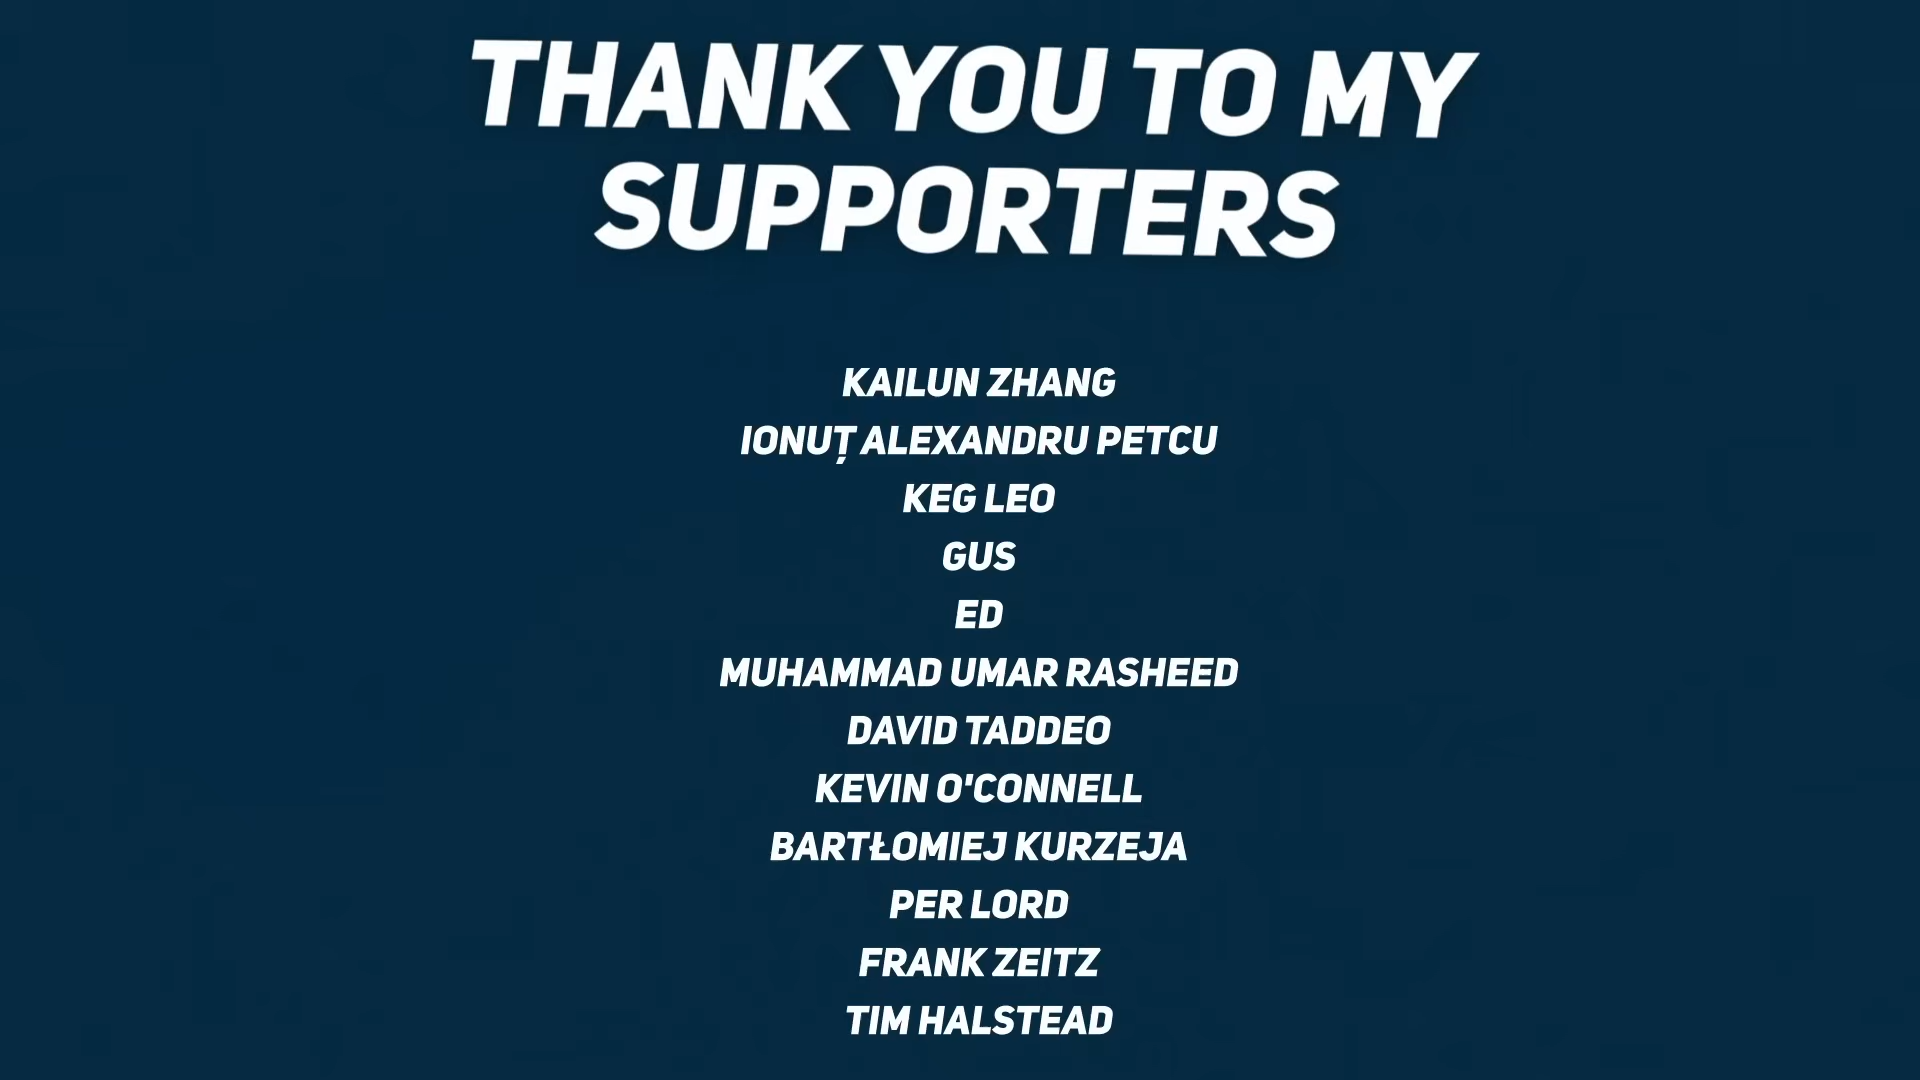 THANK YOU TO MY
SUPPORTERS
KAILUN ZHANG
IONUȚ ALEXANDRU PETCU
KEG LEO
GUS
ED
MUHAMMAD UMAR RASHEED
DAVID TADDEO
KEVIN O'CONNELL
BARTŁOMIEJ KURZEJA
PER LORD
FRANK ZEITZ
TIM HALSTEAD